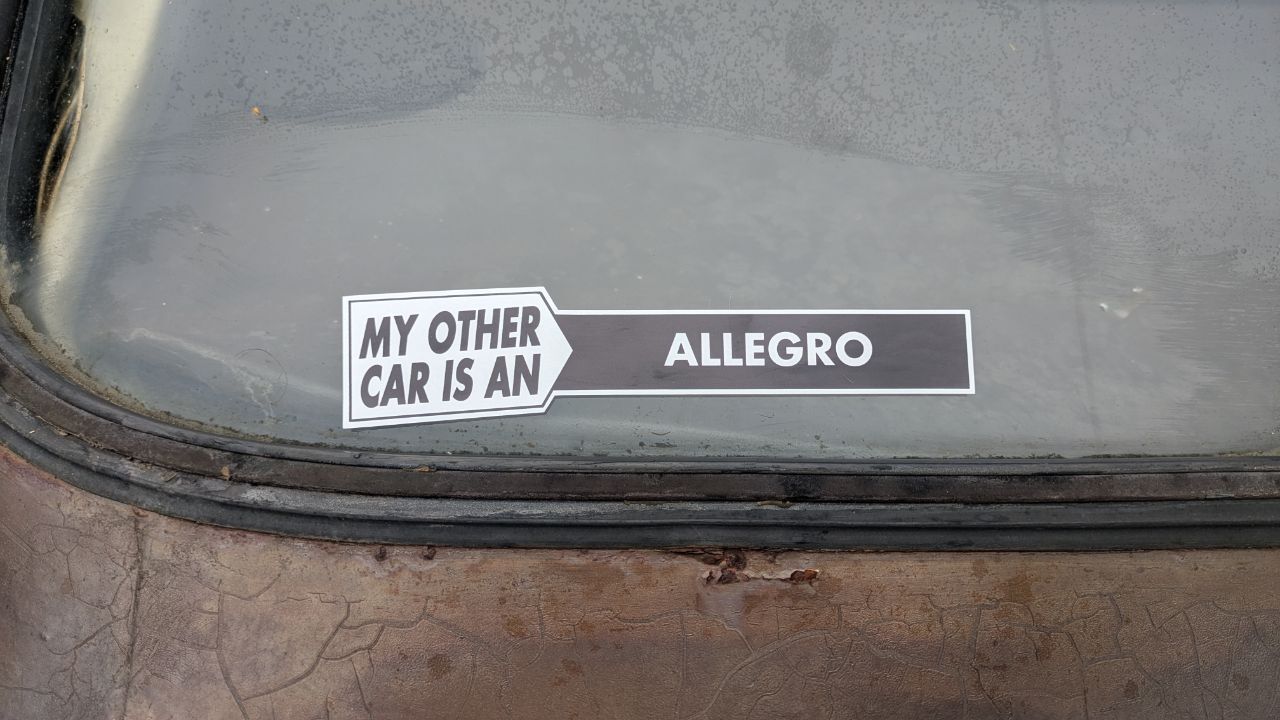 MY OTHER
CAR IS AN
ALLEGRO